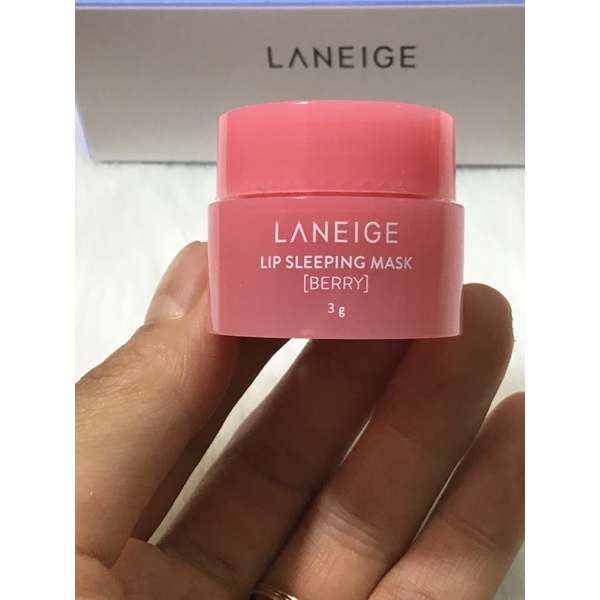 LANEIGE
LANEIGE
LIP SLEEPING MASK
[BERRY]
3 g